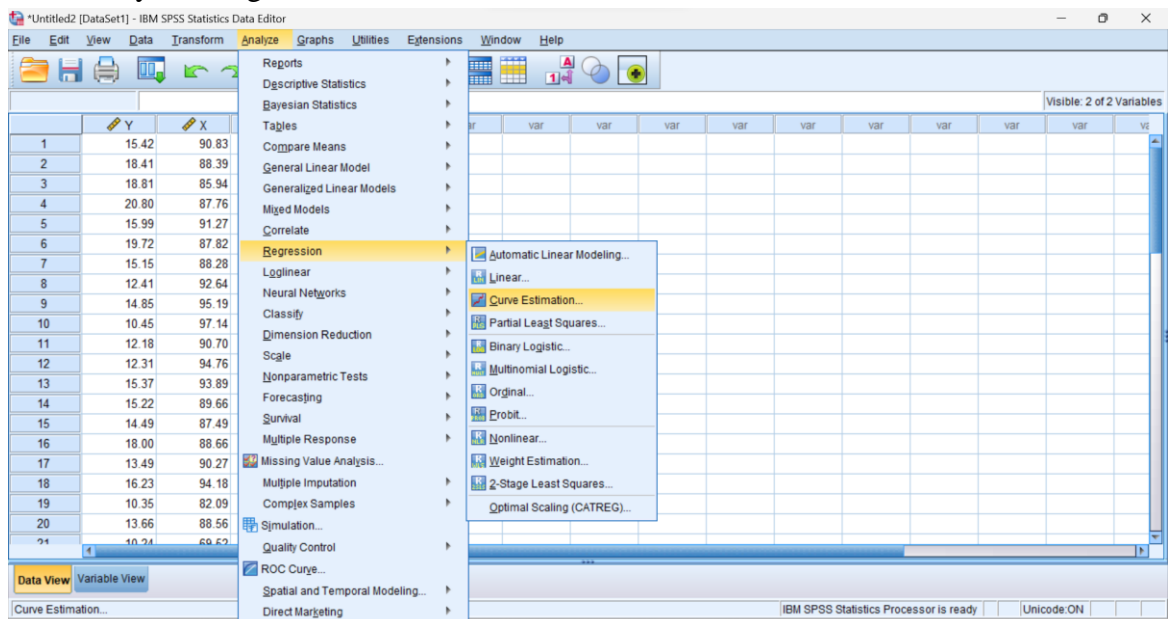 *Untitled2 [DataSet1] - IBM SPSS Statistics Data Editor
File Edit View Data Transform Analyze Graphs Utilities Extensions Window Help
Visible: 2 of 2 Variables
Y X var var var var var var var var var
1 15.42 90.83
2 18.41 88.39
3 18.81 85.94
4 20.80 87.76
5 15.99 91.27
6 19.72 87.82
7 15.15 88.28
8 12.41 92.64
9 14.85 95.19
10 10.45 97.14
11 12.18 90.70
12 12.31 94.76
13 15.37 93.89
14 15.22 89.66
15 14.49 87.49
16 18.00 88.66
17 13.49 90.27
18 16.23 94.18
19 10.35 82.09
20 13.66 88.56
21 10.24 69.52
Reports
Descriptive Statistics
Bayesian Statistics
Tables
Compare Means
General Linear Model
Generalized Linear Models
Mixed Models
Correlate
Regression
Loglinear
Neural Networks
Classify
Dimension Reduction
Scale
Nonparametric Tests
Forecasting
Survival
Multiple Response
Missing Value Analysis...
Multiple Imputation
Complex Samples
Simulation...
Quality Control
ROC Curve...
Spatial and Temporal Modeling...
Direct Marketing
Automatic Linear Modeling...
Linear...
Curve Estimation...
Partial Least Squares...
Binary Logistic...
Multinomial Logistic...
Ordinal...
Probit...
Nonlinear...
Weight Estimation...
2-Stage Least Squares...
Optimal Scaling (CATREG)...
Data View Variable View
Curve Estimation... IBM SPSS Statistics Processor is ready Unicode:ON